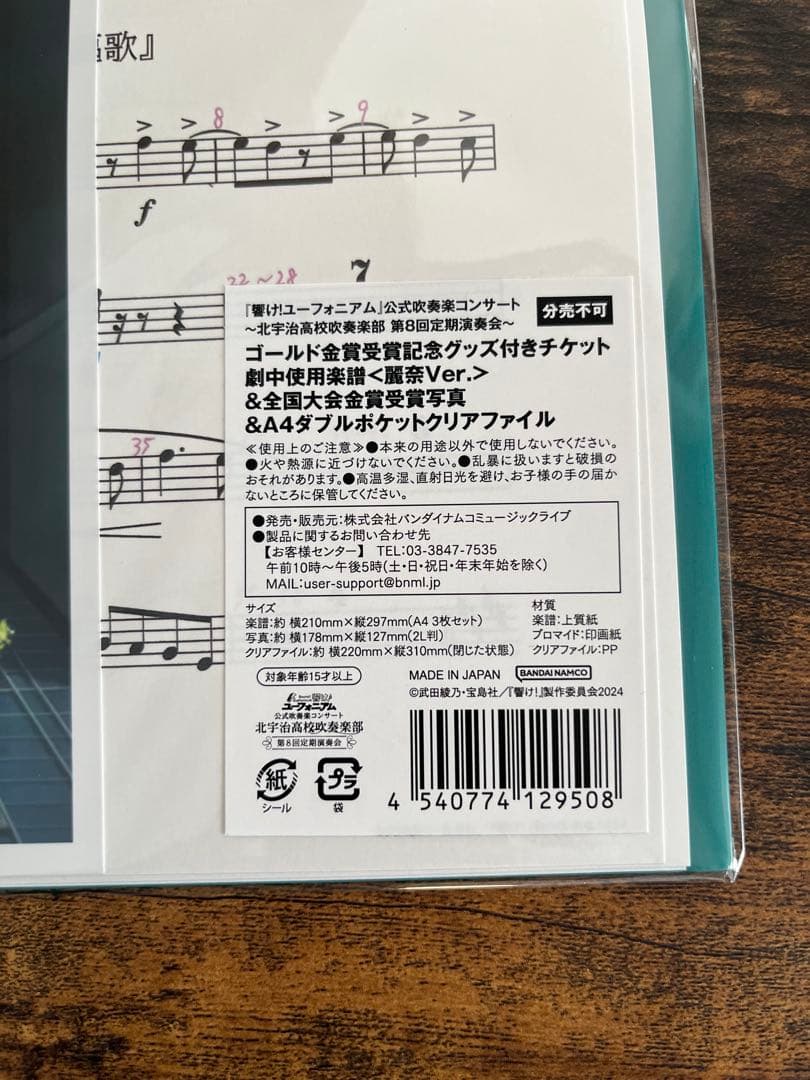 歌』
8
9
f
22〜28
7
35
『響け!ユーフォニアム』公式吹奏楽コンサート
〜北宇治高校吹奏楽部 第8回定期演奏会〜
分売不可
ゴールド金賞受賞記念グッズ付きチケット
劇中使用楽譜<麗奈Ver.>
&全国大会金賞受賞写真
&A4ダブルポケットクリアファイル
≪使用上のご注意≫●本来の用途以外で使用しないでください。
●火や熱源に近づけないでください。●乱暴に扱いますと破損の
おそれがあります。●高温多湿、直射日光を避け、お子様の手の届か
ないところに保管してください。
●発売・販売元:株式会社バンダイナムコミュージックライブ
●製品に関するお問い合わせ先
【お客様センター】 TEL:03-3847-7535
午前10時〜午後5時(土・日・祝日・年末年始を除く)
MAIL:user-support@bnml.jp
サイズ
楽譜:約 横210mm×縦297mm(A4 3枚セット)
写真:約 横178mm×縦127mm(2L判)
クリアファイル:約 横220mm×縦310mm(閉じた状態)
材質
楽譜:上質紙
ブロマイド:印画紙
クリアファイル:PP
対象年齢15才以上
MADE IN JAPAN
BANDAI NAMCO
©武田綾乃・宝島社/『響け!』製作委員会2024
ユーフォニアム
公式吹奏楽コンサート
北宇治高校吹奏楽部
第8回定期演奏会
紙
シール
プラ
袋
4 540774 129508